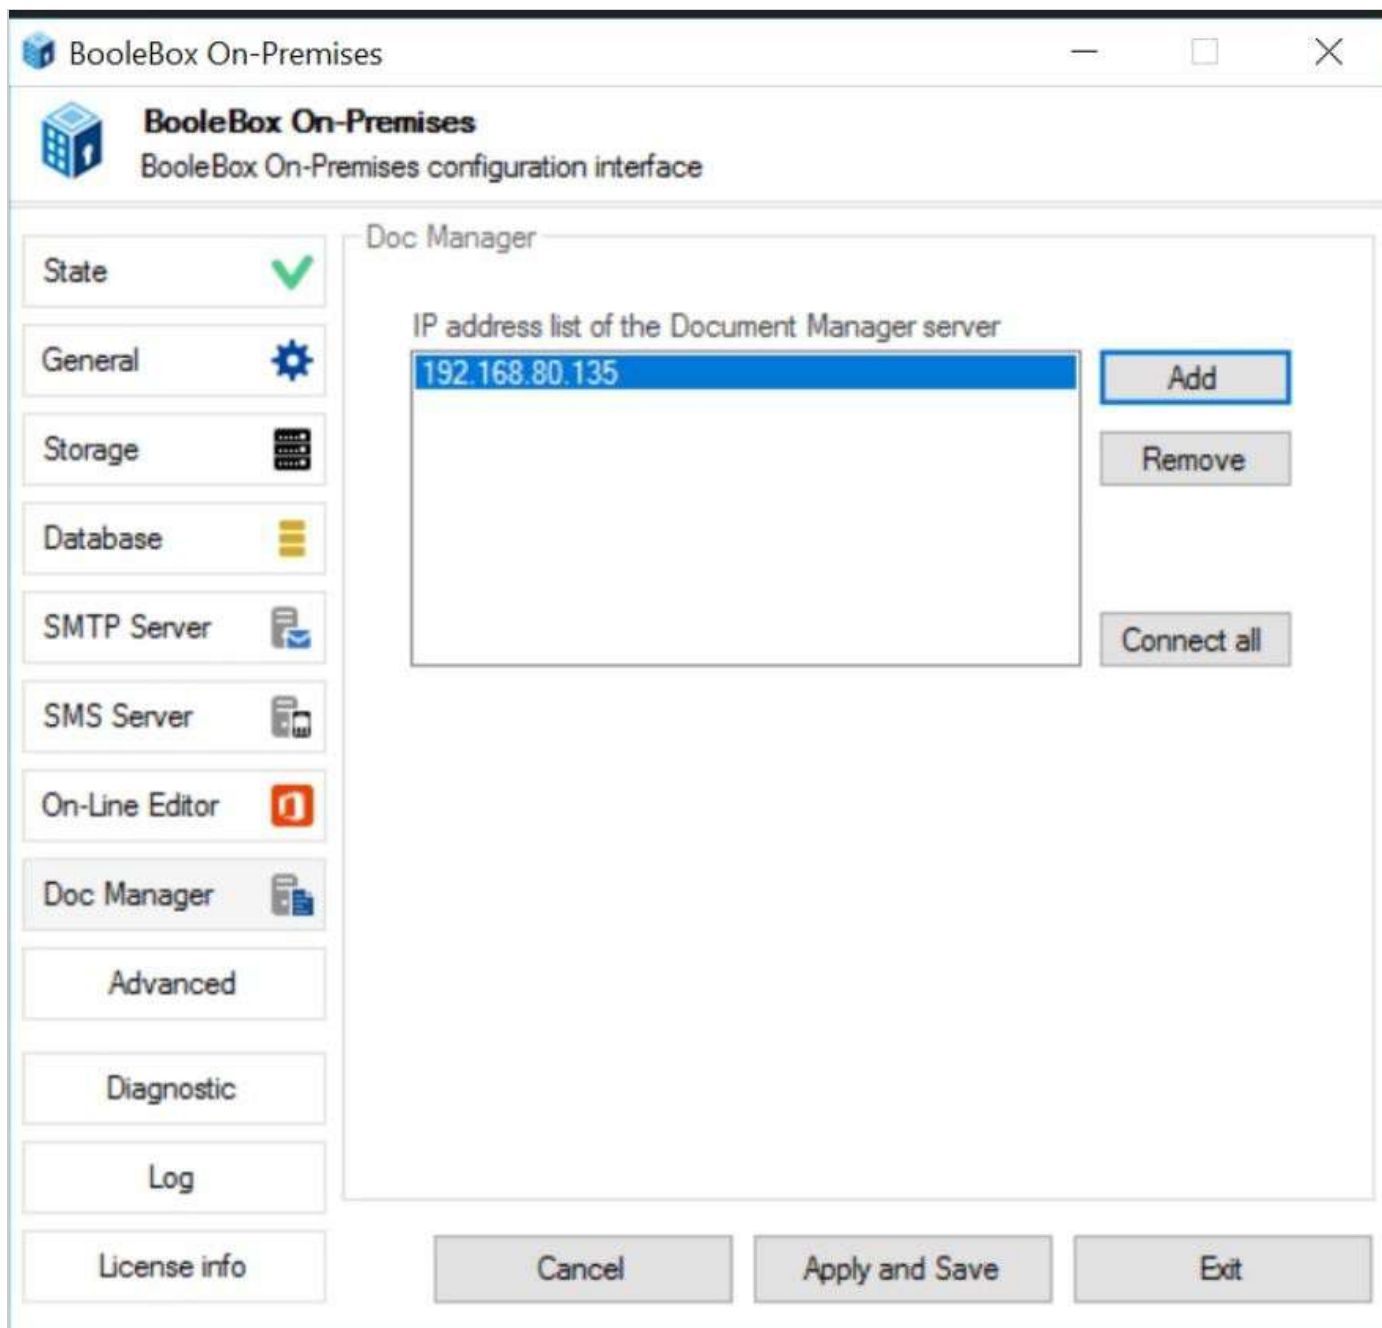 BooleBox On-Premises
BooleBox On-Premises
BooleBox On-Premises configuration interface
State
General
Storage
Database
SMTP Server
SMS Server
On-Line Editor
Doc Manager
Advanced
Diagnostic
Log
License info
Doc Manager
IP address list of the Document Manager server
192.168.80.135
Add
Remove
Connect all
Cancel
Apply and Save
Exit